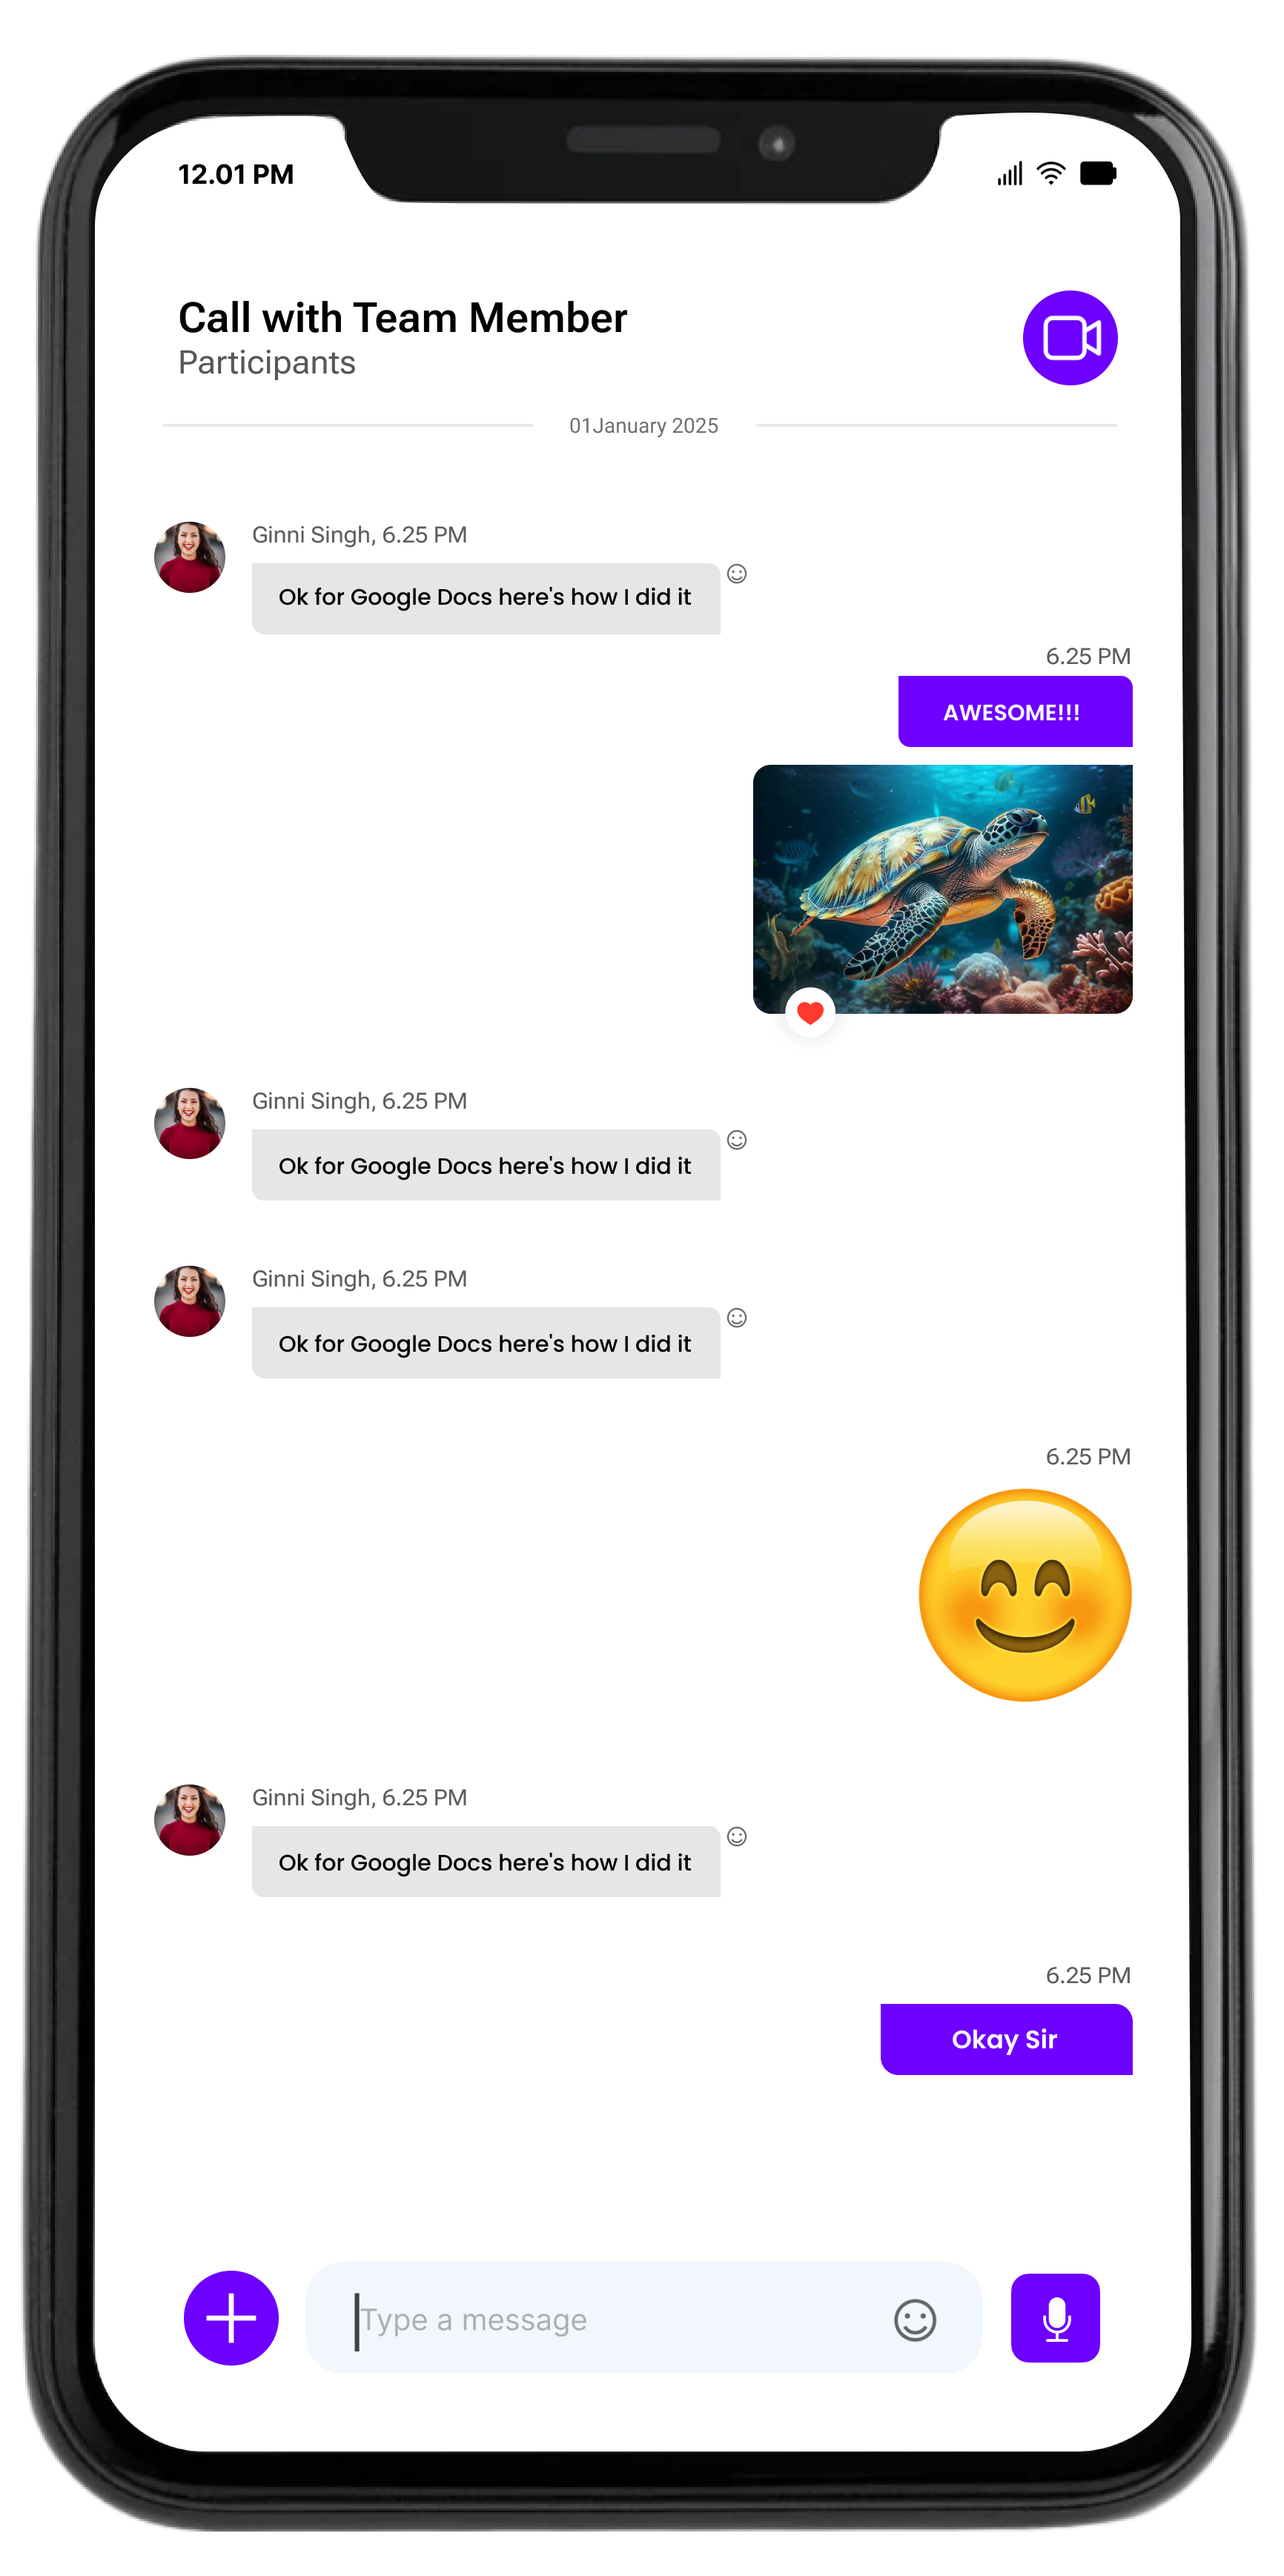 12.01 PM
Call with Team Member
Participants
01January 2025
Ginni Singh, 6.25 PM
Ok for Google Docs here's how I did it
6.25 PM
AWESOME!!!
Ginni Singh, 6.25 PM
Ok for Google Docs here's how I did it
Ginni Singh, 6.25 PM
Ok for Google Docs here's how I did it
6.25 PM
Ginni Singh, 6.25 PM
Ok for Google Docs here's how I did it
6.25 PM
Okay Sir
Type a message